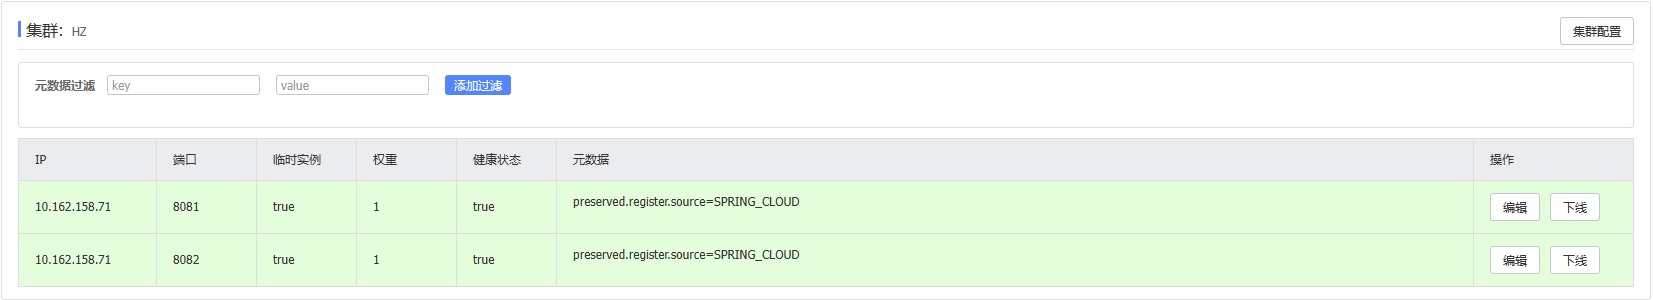 集群： HZ 集群配置
元数据过滤 key value 添加过滤
IP 端口 临时实例 权重 健康状态 元数据 操作
10.162.158.71 8081 true 1 true preserved.register.source=SPRING_CLOUD 编辑 下线
10.162.158.71 8082 true 1 true preserved.register.source=SPRING_CLOUD 编辑 下线